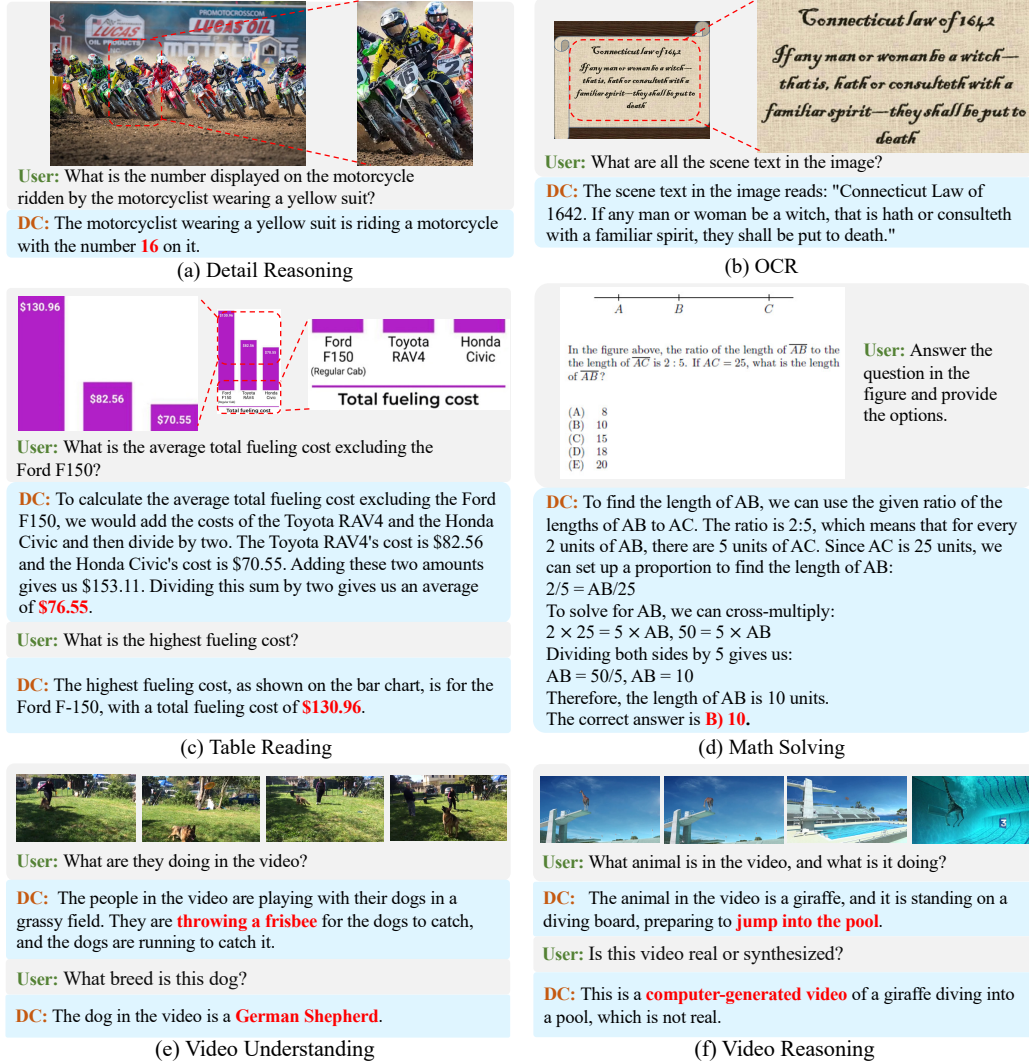 LUCAS
OIL PRODUCTS
PROMOTOCROSS.COM
LUCAS OIL
MOTOCROSS
16
User: What is the number displayed on the motorcycle
ridden by the motorcyclist wearing a yellow suit?
DC: The motorcyclist wearing a yellow suit is riding a motorcycle
with the number 16 on it.
(a) Detail Reasoning
Connecticut law of 1642
If any man or woman be a witch—
that is, hath or consulteth with a
familiar spirit—they shall be put to
death
Connecticut law of 1642
If any man or woman be a witch—
that is, hath or consulteth with a
familiar spirit—they shall be put to
death
User: What are all the scene text in the image?
DC: The scene text in the image reads: "Connecticut Law of
1642. If any man or woman be a witch, that is hath or consulteth
with a familiar spirit, they shall be put to death."
(b) OCR
$130.96
$82.56
$70.55
$130.96
$82.56
$70.55
Ford
F150
(Regular Cab)
Toyota
RAV4
Honda
Civic
Total fueling cost
Ford
F150
(Regular Cab)
Toyota
RAV4
Honda
Civic
Total fueling cost
User: What is the average total fueling cost excluding the
Ford F150?
DC: To calculate the average total fueling cost excluding the Ford
F150, we would add the costs of the Toyota RAV4 and the Honda
Civic and then divide by two. The Toyota RAV4's cost is $82.56
and the Honda Civic's cost is $70.55. Adding these two amounts
gives us $153.11. Dividing this sum by two gives us an average
of $76.55.
User: What is the highest fueling cost?
DC: The highest fueling cost, as shown on the bar chart, is for the
Ford F-150, with a total fueling cost of $130.96.
(c) Table Reading
A B C
In the figure above, the ratio of the length of AB to the
the length of AC is 2 : 5. If AC = 25, what is the length
of AB?
(A) 8
(B) 10
(C) 15
(D) 18
(E) 20
User: Answer the
question in the
figure and provide
the options.
DC: To find the length of AB, we can use the given ratio of the
lengths of AB to AC. The ratio is 2:5, which means that for every
2 units of AB, there are 5 units of AC. Since AC is 25 units, we
can set up a proportion to find the length of AB:
2/5 = AB/25
To solve for AB, we can cross-multiply:
2 × 25 = 5 × AB, 50 = 5 × AB
Dividing both sides by 5 gives us:
AB = 50/5, AB = 10
Therefore, the length of AB is 10 units.
The correct answer is B) 10.
(d) Math Solving
User: What are they doing in the video?
DC: The people in the video are playing with their dogs in a
grassy field. They are throwing a frisbee for the dogs to catch,
and the dogs are running to catch it.
User: What breed is this dog?
DC: The dog in the video is a German Shepherd.
(e) Video Understanding
3
User: What animal is in the video, and what is it doing?
DC: The animal in the video is a giraffe, and it is standing on a
diving board, preparing to jump into the pool.
User: Is this video real or synthesized?
DC: This is a computer-generated video of a giraffe diving into
a pool, which is not real.
(f) Video Reasoning